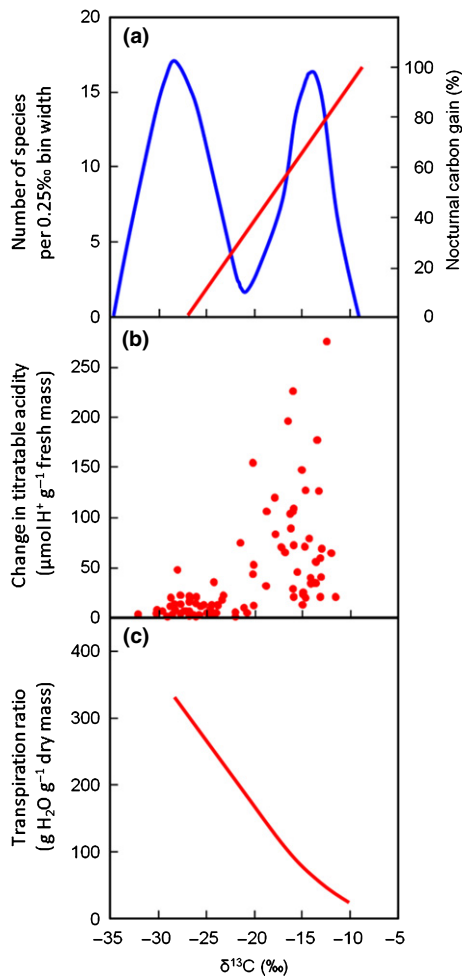 (a)
20
15
10
5
0
Number of species
per 0.25‰ bin width
100
80
60
40
20
0
Nocturnal carbon gain (%)
(b)
250
200
150
100
50
0
Change in titratable acidity
(µmol H⁺ g⁻¹ fresh mass)
(c)
400
300
200
100
0
Transpiration ratio
(g H₂O g⁻¹ dry mass)
−35 −30 −25 −20 −15 −10 −5
δ¹³C (‰)